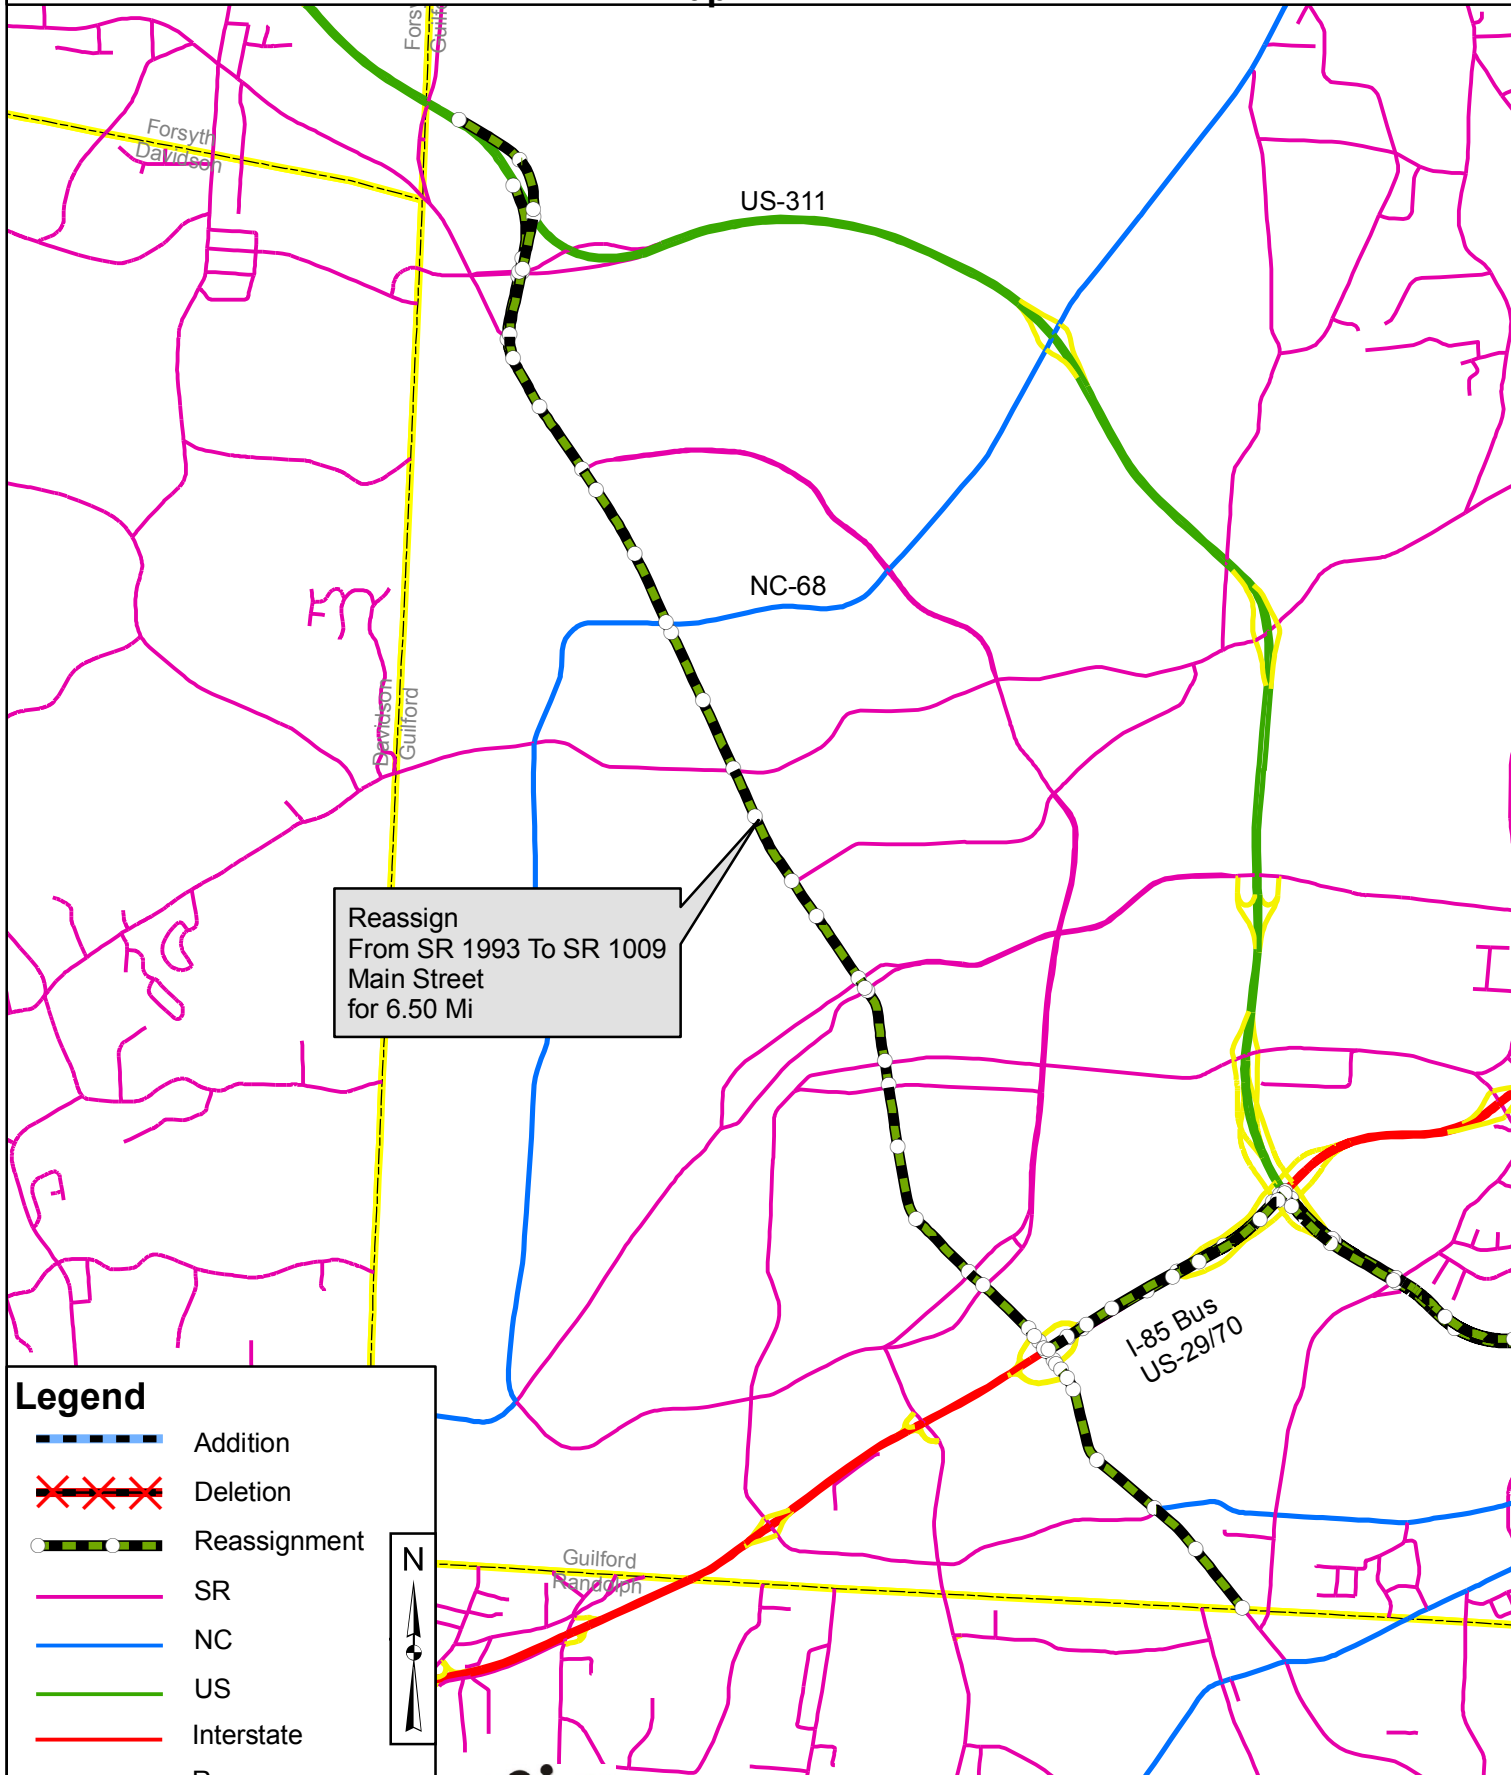 Forsyth
Davidson
US-311
NC-68
Davidson
Guilford
Reassign
From SR 1993 To SR 1009
Main Street
for 6.50 Mi
I-85 Bus
US-29/70
Guilford
Randolph
Legend
Addition
Deletion
Reassignment
SR
NC
US
Interstate
N